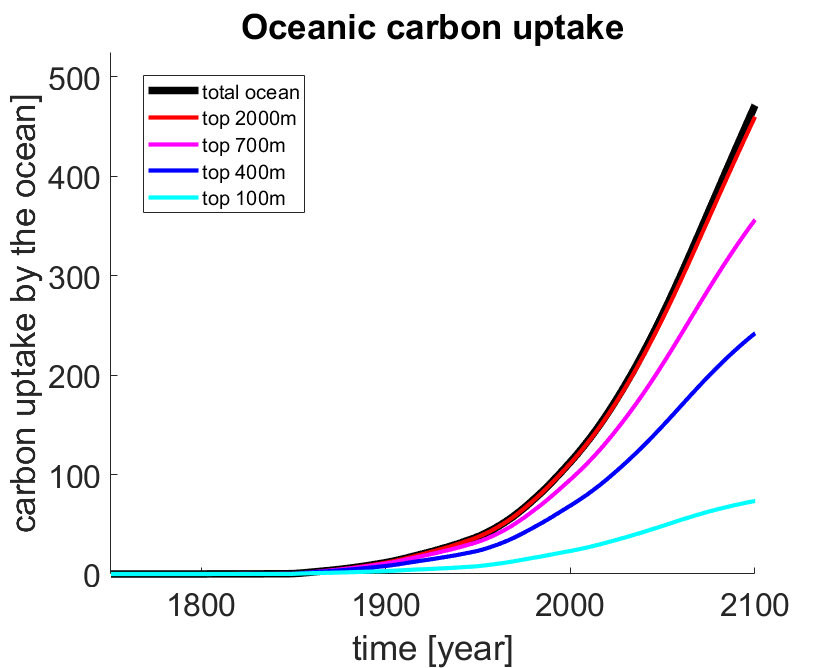 Oceanic carbon uptake
carbon uptake by the ocean]
500
400
300
200
100
0
total ocean
top 2000m
top 700m
top 400m
top 100m
1800
1900
2000
2100
time [year]